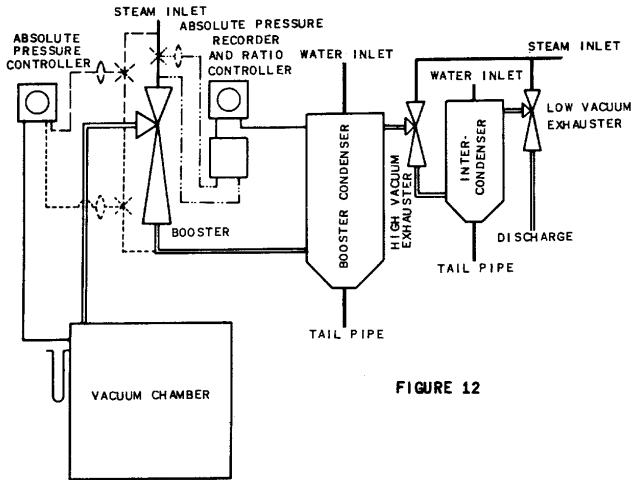 STEAM INLET
ABSOLUTE
PRESSURE
CONTROLLER
ABSOLUTE PRESSURE
RECORDER
AND RATIO
CONTROLLER
WATER INLET
STEAM INLET
WATER INLET
LOW VACUUM
EXHAUSTER
BOOSTER
BOOSTER CONDENSER
HIGH VACUUM
EXHAUSTER
INTER-
CONDENSER
DISCHARGE
TAIL PIPE
TAIL PIPE
VACUUM CHAMBER
FIGURE 12